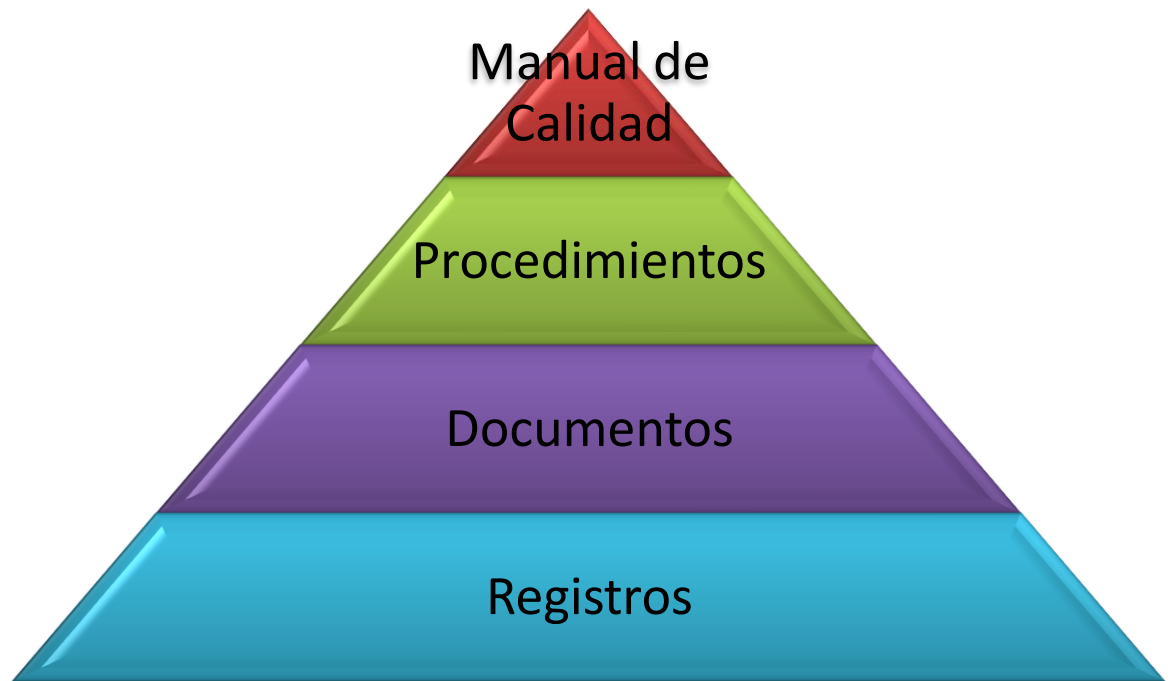 Manual de
Calidad
Procedimientos
Documentos
Registros